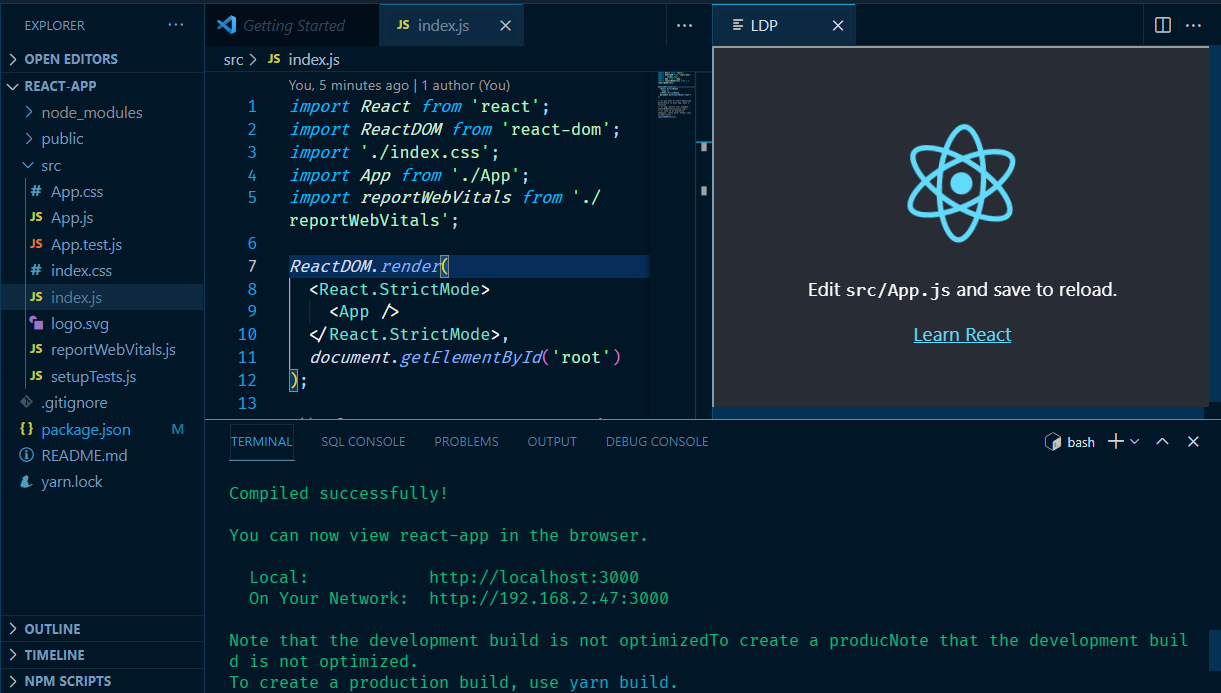 EXPLORER
OPEN EDITORS
REACT-APP
node_modules
public
src
# App.css
JS App.js
JS App.test.js
# index.css
JS index.js
logo.svg
JS reportWebVitals.js
JS setupTests.js
.gitignore
{} package.json M
README.md
yarn.lock
OUTLINE
TIMELINE
NPM SCRIPTS
Getting Started
JS index.js
src > JS index.js
You, 5 minutes ago | 1 author (You)
1 import React from 'react';
2 import ReactDOM from 'react-dom';
3 import './index.css';
4 import App from './App';
5 import reportWebVitals from './
reportWebVitals';
6
7 ReactDOM.render(
8 <React.StrictMode>
9 <App />
10 </React.StrictMode>,
11 document.getElementById('root')
12 );
13
LDP
Edit src/App.js and save to reload.
Learn React
TERMINAL SQL CONSOLE PROBLEMS OUTPUT DEBUG CONSOLE
bash
Compiled successfully!
You can now view react-app in the browser.
Local: http://localhost:3000
On Your Network: http://192.168.2.47:3000
Note that the development build is not optimizedTo create a producNote that the development buil
d is not optimized.
To create a production build, use yarn build.